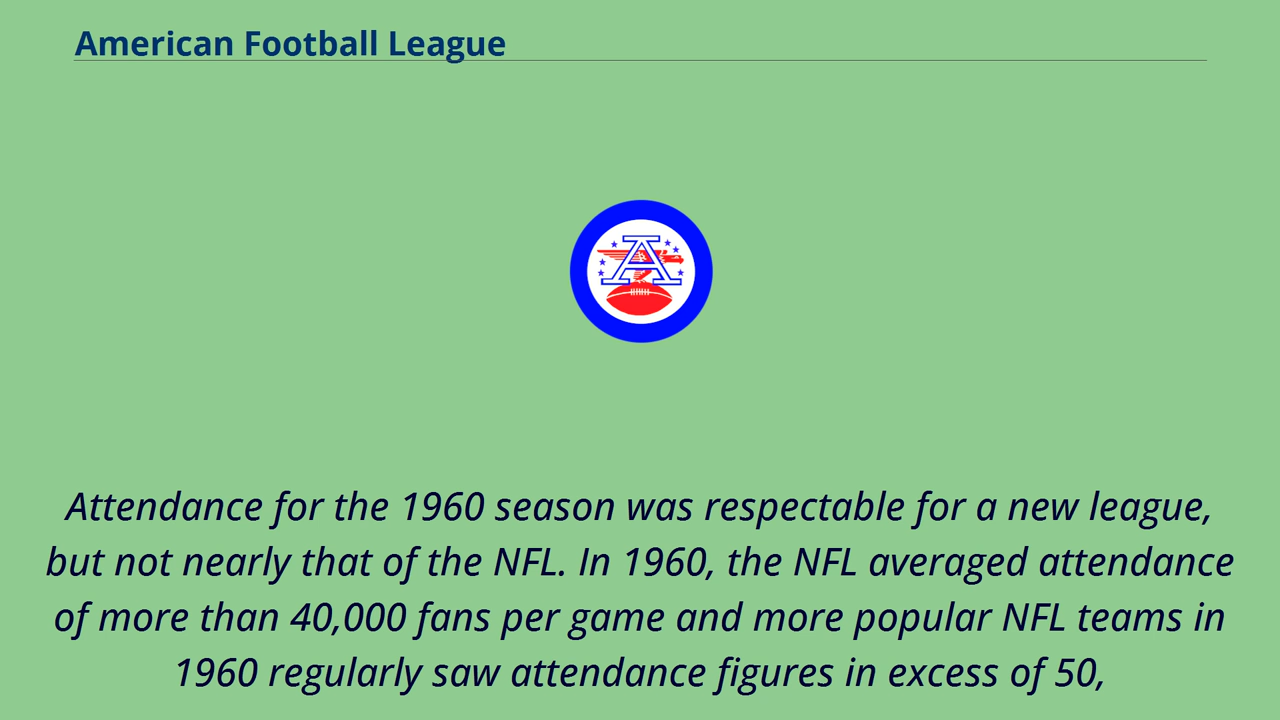 American Football League
A
Attendance for the 1960 season was respectable for a new league,
but not nearly that of the NFL. In 1960, the NFL averaged attendance
of more than 40,000 fans per game and more popular NFL teams in
1960 regularly saw attendance figures in excess of 50,